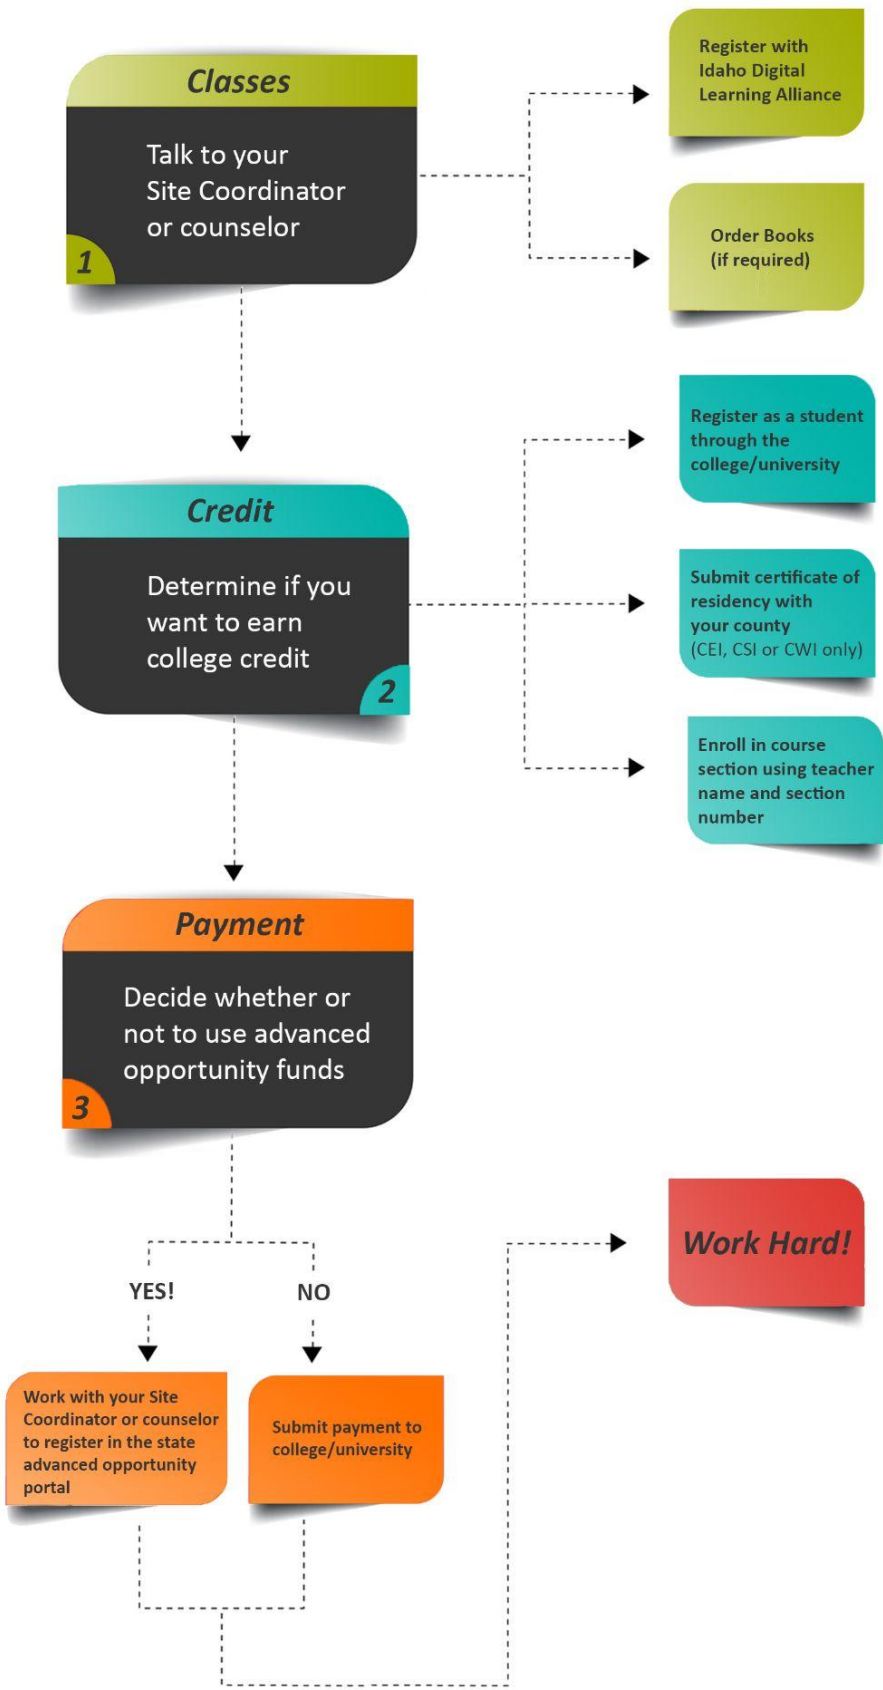 Classes
Talk to your
Site Coordinator
or counselor
1
Register with
Idaho Digital
Learning Alliance
Order Books
(if required)
Credit
Determine if you
want to earn
college credit
2
Register as a student
through the
college/university
Submit certificate of
residency with
your county
(CEI, CSI or CWI only)
Enroll in course
section using teacher
name and section
number
Payment
Decide whether or
not to use advanced
opportunity funds
3
YES!
NO
Work with your Site
Coordinator or counselor
to register in the state
advanced opportunity
portal
Submit payment to
college/university
Work Hard!